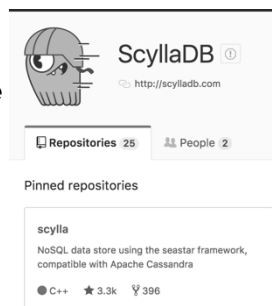 ScyllaDB
http://scylladb.com
e
Repositories 25 People 2
Pinned repositories
scylla
NoSQL data store using the seastar framework,
compatible with Apache Cassandra
C++ 3.3k 396